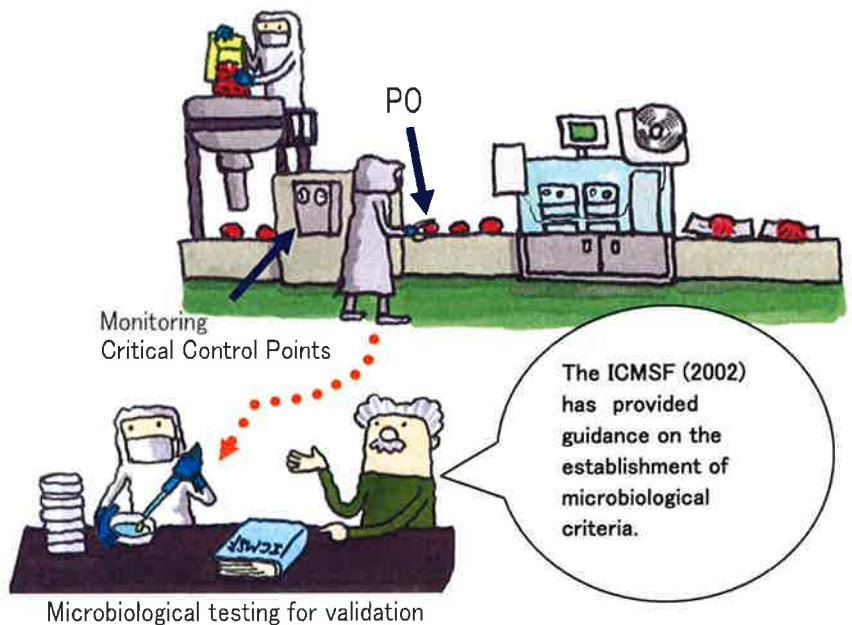 PO
Monitoring
Critical Control Points
The ICMSF (2002)
has provided
guidance on the
establishment of
microbiological
criteria.
ICMSF
Microbiological testing for validation